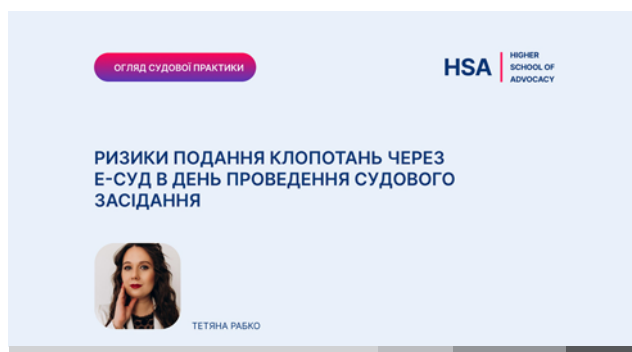 ОГЛЯД СУДОВОЇ ПРАКТИКИ
HSA
HIGHER
SCHOOL OF
ADVOCACY
РИЗИКИ ПОДАННЯ КЛОПОТАНЬ ЧЕРЕЗ
Е-СУД В ДЕНЬ ПРОВЕДЕННЯ СУДОВОГО
ЗАСІДАННЯ
ТЕТЯНА РАБКО